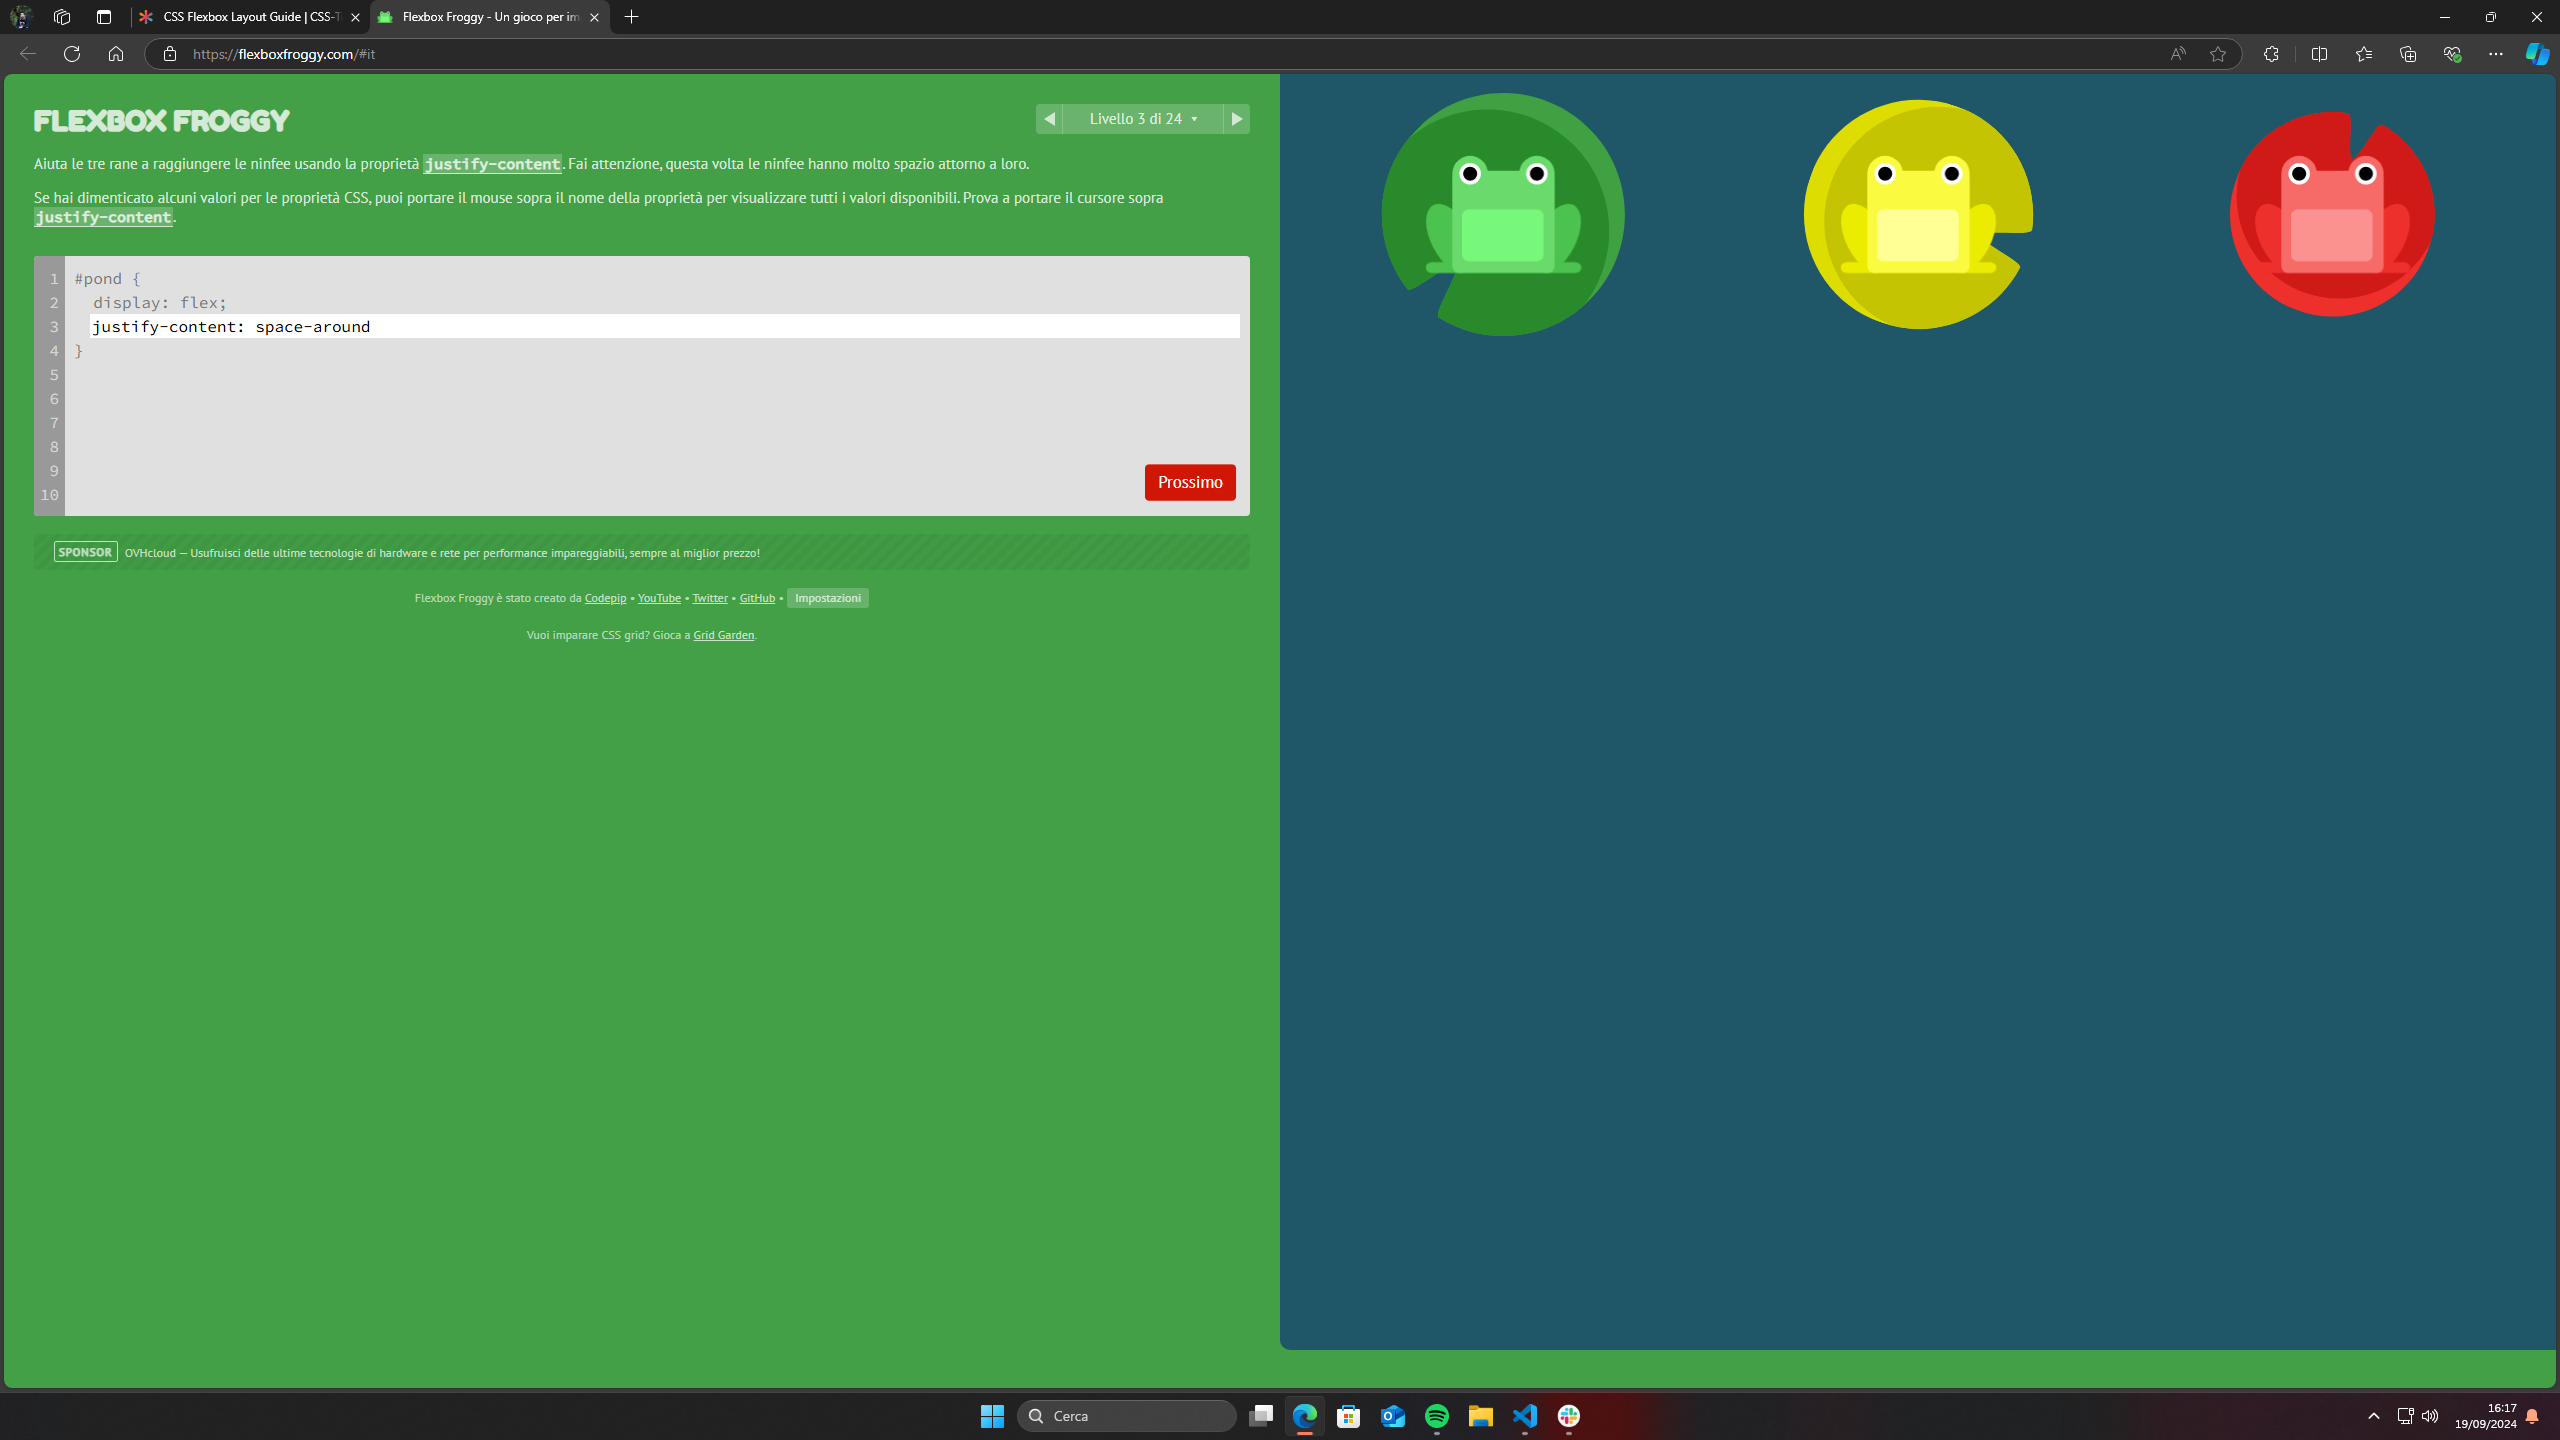 CSS Flexbox Layout Guide | CSS-T
Flexbox Froggy - Un gioco per im
https://flexboxfroggy.com/#it
FLEXBOX FROGGY
Livello 3 di 24
Aiuta le tre rane a raggiungere le ninfee usando la proprietà justify-content. Fai attenzione, questa volta le ninfee hanno molto spazio attorno a loro.
Se hai dimenticato alcuni valori per le proprietà CSS, puoi portare il mouse sopra il nome della proprietà per visualizzare tutti i valori disponibili. Prova a portare il cursore sopra
justify-content.
1 #pond {
2 display: flex;
3 justify-content: space-around
4 }
5
6
7
8
9
10
Prossimo
SPONSOR OVHcloud — Usufruisci delle ultime tecnologie di hardware e rete per performance impareggiabili, sempre al miglior prezzo!
Flexbox Froggy è stato creato da Codepip • YouTube • Twitter • GitHub • Impostazioni
Vuoi imparare CSS grid? Gioca a Grid Garden.
Cerca
16:17
19/09/2024